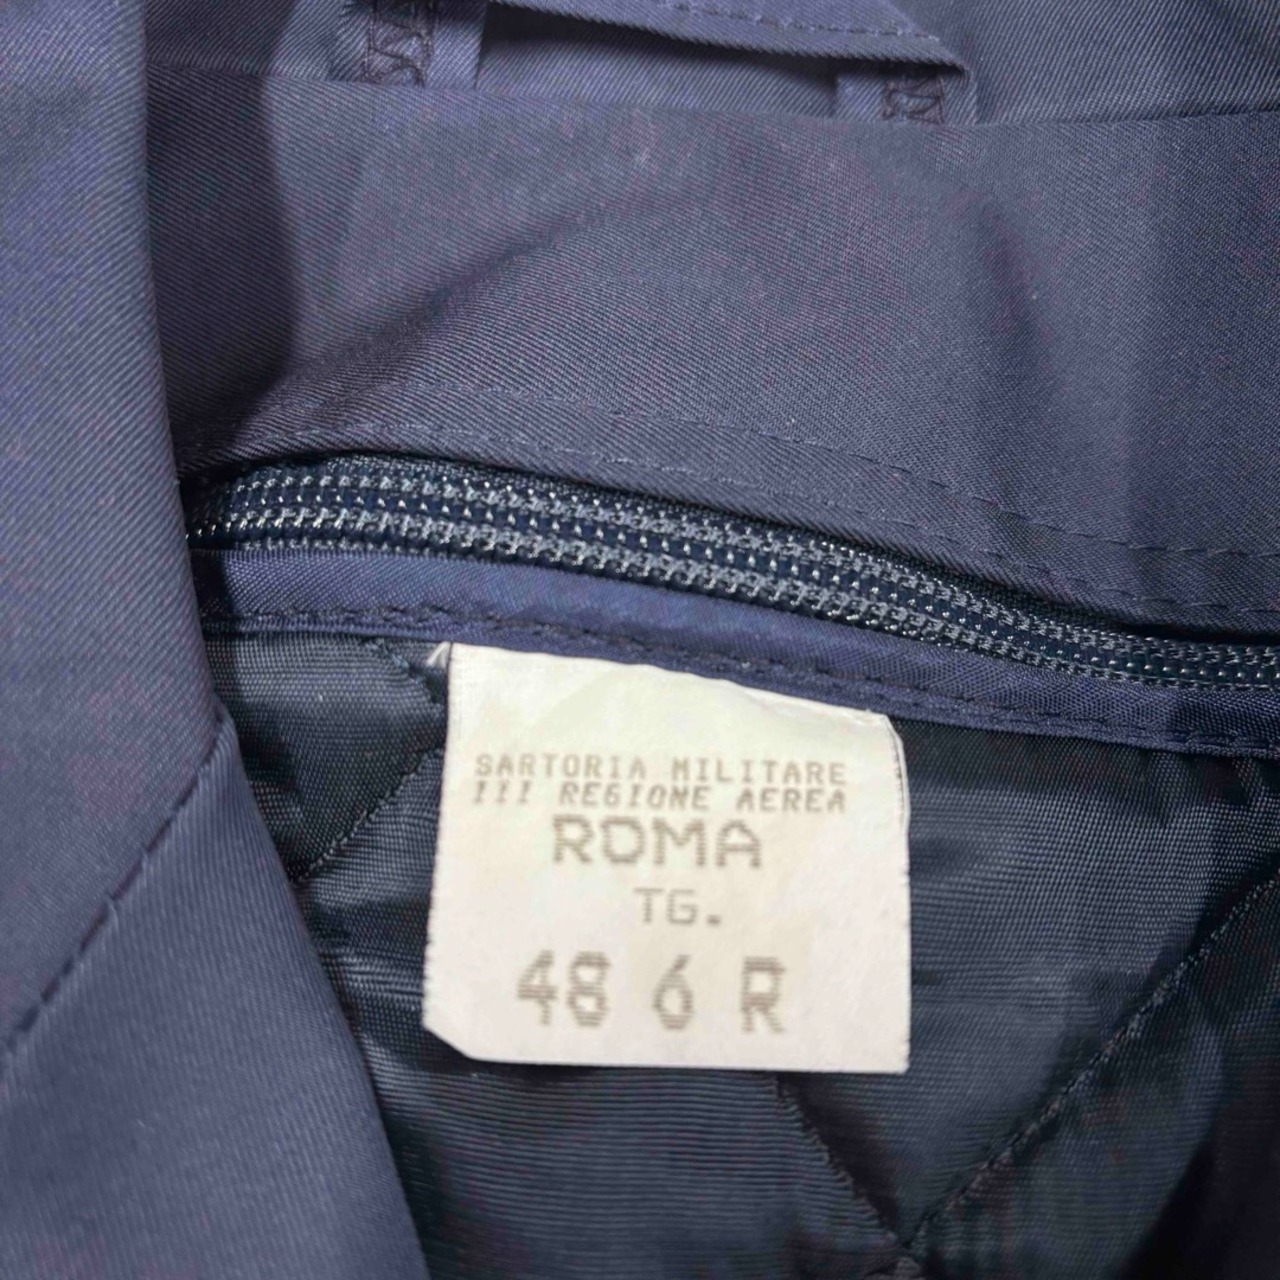 SARTORIA MILITARE
III REGIONE AEREA
ROMA
TG.
48 6 R